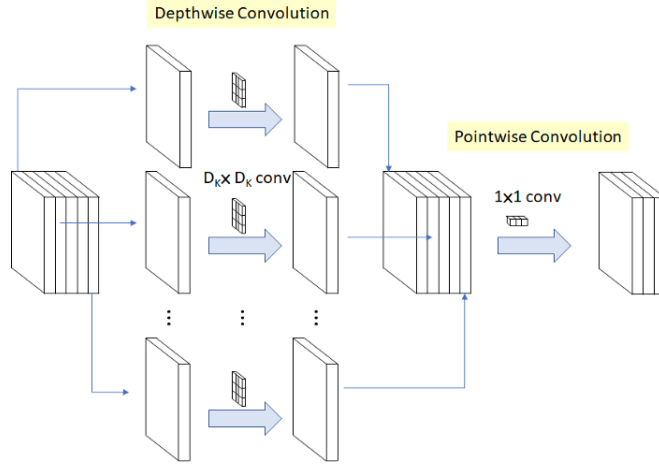 Depthwise Convolution
Pointwise Convolution
Dₖx Dₖ conv
1x1 conv